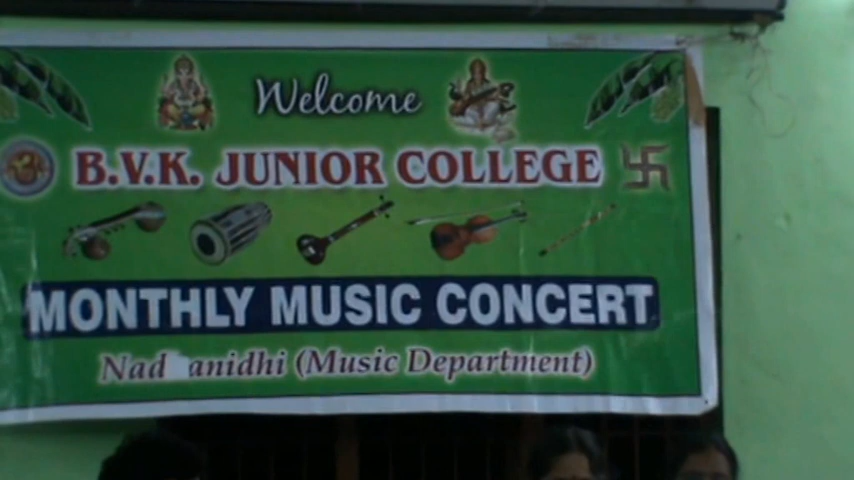 Welcome
B.V.K. JUNIOR COLLEGE
MONTHLY MUSIC CONCERT
(Music Department)